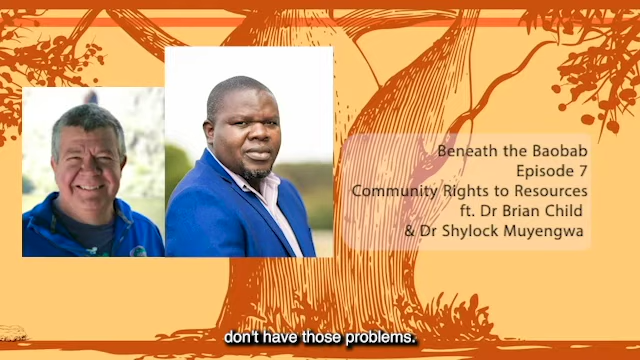 Beneath the Baobab
Episode 7
Community Rights to Resources
ft. Dr Brian Child
& Dr Shylock Muyengwa
don't have those problems.